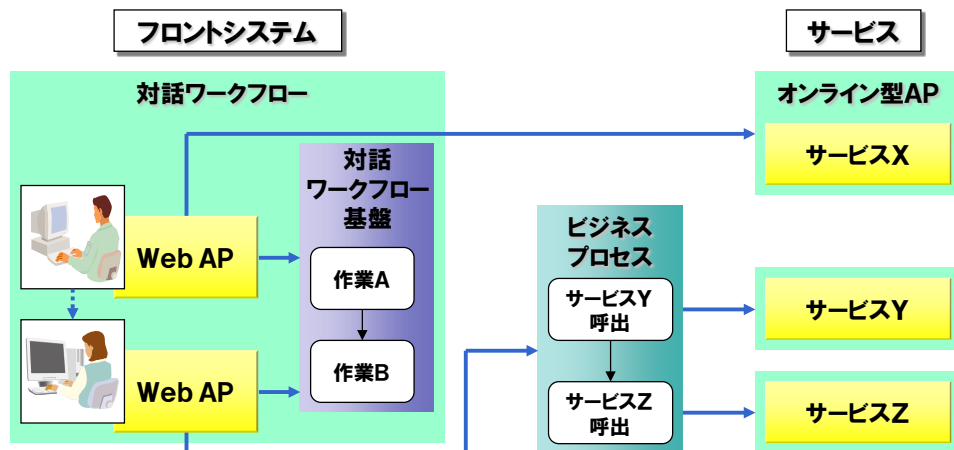 フロントシステム
サービス
対話ワークフロー
オンライン型AP
サービスX
対話
ワークフロー
基盤
Web AP
作業A
ビジネス
プロセス
サービスY
呼出
サービスY
Web AP
作業B
サービスZ
呼出
サービスZ